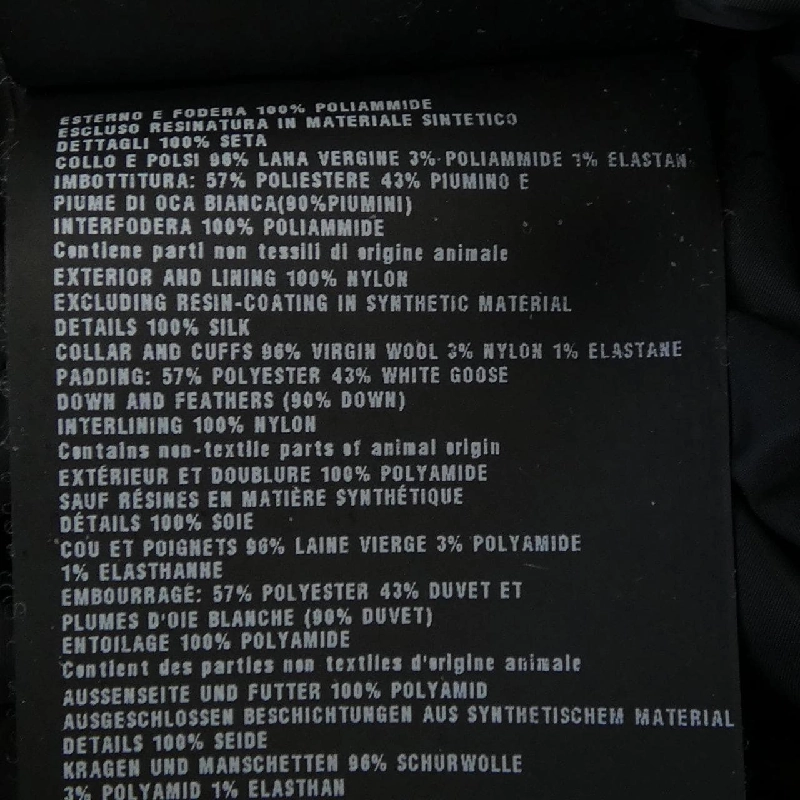 ESTERNO E FODERA 100% POLIAMMIDE
ESCLUSO RESINATURA IN MATERIALE SINTETICO
DETTAGLI 100% SETA
COLLO E POLSI 96% LANA VERGINE 3% POLIAMMIDE 1% ELASTAN
IMBOTTITURA: 57% POLIESTERE 43% PIUMINO E
PIUME DI OCA BIANCA(90%PIUMINI)
INTERFODERA 100% POLIAMMIDE
Contiene parti non tessili di origine animale
EXTERIOR AND LINING 100% NYLON
EXCLUDING RESIN-COATING IN SYNTHETIC MATERIAL
DETAILS 100% SILK
COLLAR AND CUFFS 96% VIRGIN WOOL 3% NYLON 1% ELASTANE
PADDING: 57% POLYESTER 43% WHITE GOOSE
DOWN AND FEATHERS (90% DOWN)
INTERLINING 100% NYLON
Contains non-textile parts of animal origin
EXTÉRIEUR ET DOUBLURE 100% POLYAMIDE
SAUF RÉSINES EN MATIÈRE SYNTHÉTIQUE
DÉTAILS 100% SOIE
COU ET POIGNETS 96% LAINE VIERGE 3% POLYAMIDE
1% ELASTHANNE
EMBOURRAGE: 57% POLYESTER 43% DUVET ET
PLUMES D'OIE BLANCHE (90% DUVET)
ENTOILAGE 100% POLYAMIDE
Contient des parties non textiles d'origine animale
AUSSENSEITE UND FUTTER 100% POLYAMID
AUSGESCHLOSSEN BESCHICHTUNGEN AUS SYNTHETISCHEM MATERIAL
DETAILS 100% SEIDE
KRAGEN UND MANSCHETTEN 96% SCHURWOLLE
3% POLYAMID 1% ELASTHAN